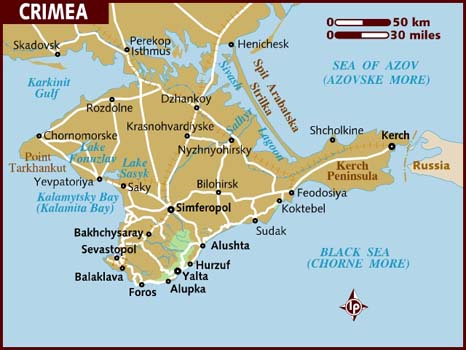 CRIMEA
0
50 km
0
30 miles
Skadovsk
Perekop
Isthmus
Henichesk
SEA OF AZOV
(AZOVSKE MORE)
Karkinit
Gulf
Sivash
Spit Arabatska
Strilka
Rozdolne
Dzhankoy
Chornomorske
Krasnohvardiyske
Salhyr
Lagoon
Nyzhnyohirsky
Shcholkine
Kerch
Lake
Fonuzlav
Point
Tarkhankut
Lake
Sasyk
Kerch
Peninsula
Russia
Yevpatoriya
Saky
Bilohirsk
Feodosiya
Kalamytsky Bay
(Kalamita Bay)
Simferopol
Koktebel
Sudak
Bakhchysaray
Sevastopol
Alushta
BLACK SEA
(CHORNE MORE)
Balaklava
Hurzuf
Yalta
Foros
Alupka
lp